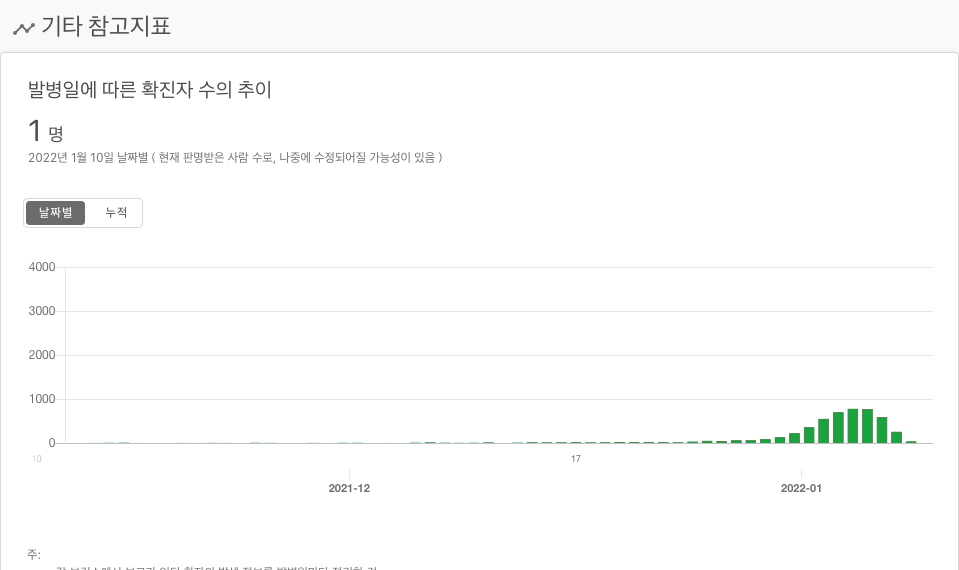 기타 참고지표
발병일에 따른 확진자 수의 추이
1 명
2022년 1월 10일 날짜별 ( 현재 판명받은 사람 수로, 나중에 수정되어질 가능성이 있음 )
날짜별 누적
4000
3000
2000
1000
0
10 17
2021-12 2022-01
주: